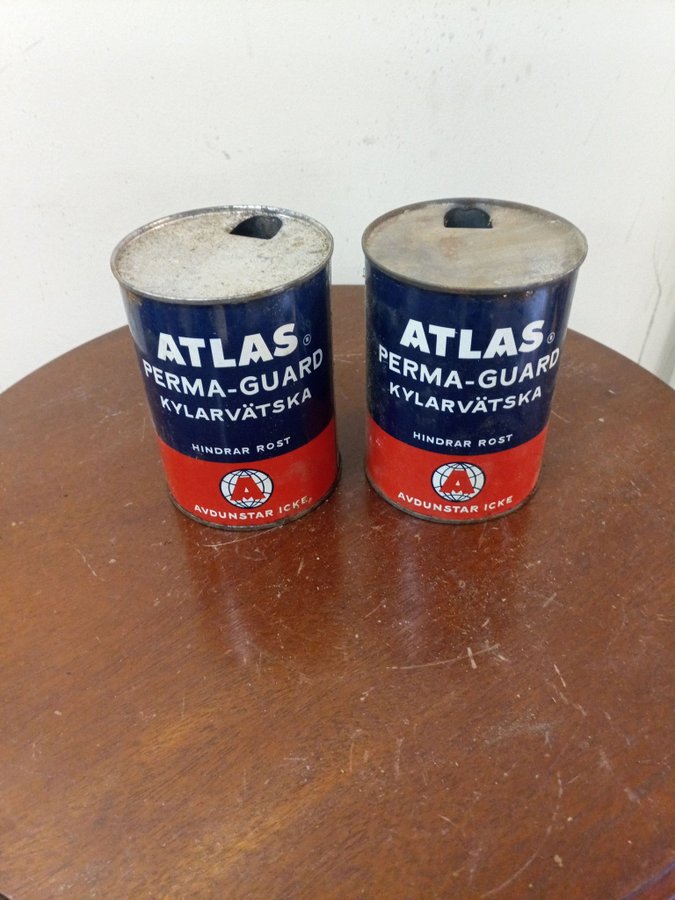 ATLAS®
PERMA-GUARD
KYLARVÄTSKA
HINDRAR ROST
A
AVDUNSTAR ICKE
ATLAS®
PERMA-GUARD
KYLARVÄTSKA
HINDRAR ROST
A
AVDUNSTAR ICKE